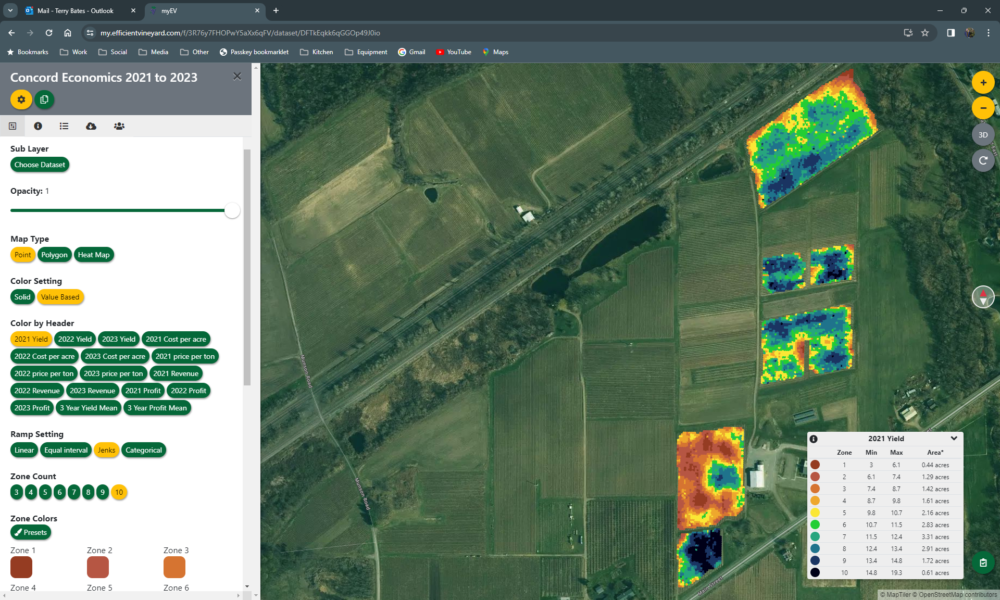 Mail - Terry Bates - Outlook
myEV
my.efficientvineyard.com/f/3R76y7FHOPwY5aXx6qFV/dataset/DFTkEqkk6qGGOp49J0io
Bookmarks Work Social Media Other Passkey bookmarklet Kitchen Equipment Gmail YouTube Maps
Concord Economics 2021 to 2023
Sub Layer
Choose Dataset
Opacity: 1
Map Type
Point Polygon Heat Map
Color Setting
Solid Value Based
Color by Header
2021 Yield 2022 Yield 2023 Yield 2021 Cost per acre
2022 Cost per acre 2023 Cost per acre 2021 price per ton
2022 price per ton 2023 price per ton 2021 Revenue
2022 Revenue 2023 Revenue 2021 Profit 2022 Profit
2023 Profit 3 Year Yield Mean 3 Year Profit Mean
Ramp Setting
Linear Equal interval Jenks Categorical
Zone Count
3 4 5 6 7 8 9 10
Zone Colors
Presets
Zone 1 Zone 2 Zone 3
Zone 4 Zone 5 Zone 6
Munson Road
Munson Road
Main Street
East
+
−
3D
2021 Yield
Zone Min Max Area*
1 3 6.1 0.44 acres
2 6.1 7.4 1.29 acres
3 7.4 8.7 1.42 acres
4 8.7 9.8 1.61 acres
5 9.8 10.7 2.16 acres
6 10.7 11.5 2.83 acres
7 11.5 12.4 3.31 acres
8 12.4 13.4 2.91 acres
9 13.4 14.8 1.72 acres
10 14.8 19.3 0.61 acres
© MapTiler © OpenStreetMap contributors